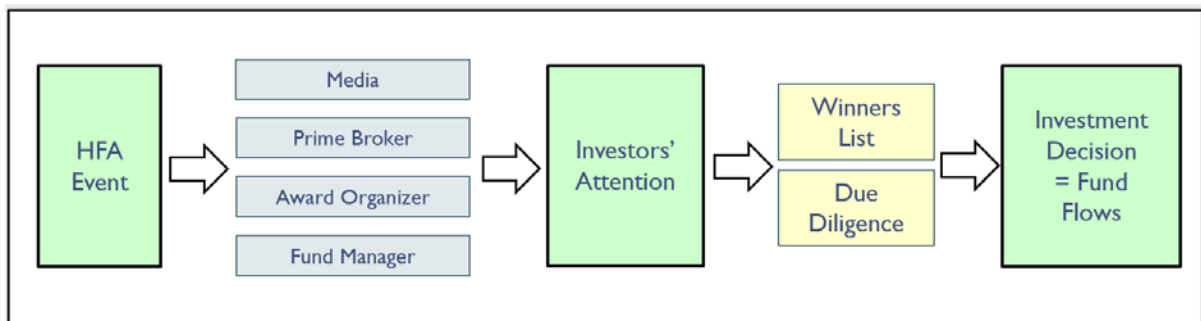 HFA
Event
Media
Prime Broker
Award Organizer
Fund Manager
Investors'
Attention
Winners
List
Due
Diligence
Investment
Decision
= Fund
Flows